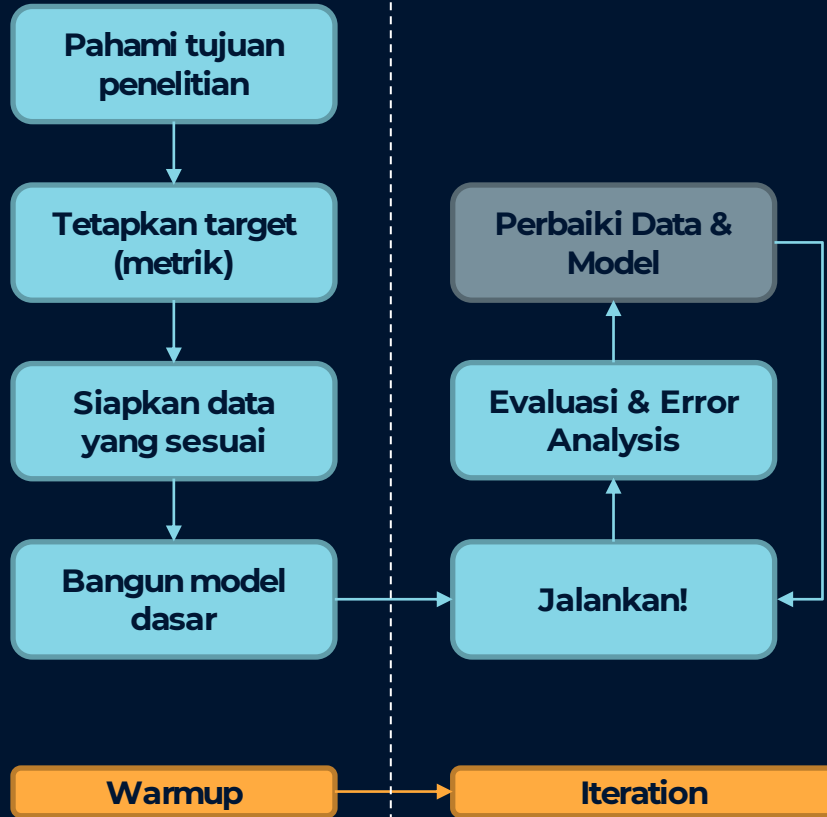 Pahami tujuan
penelitian
Tetapkan target
(metrik)
Siapkan data
yang sesuai
Bangun model
dasar
Perbaiki Data &
Model
Evaluasi & Error
Analysis
Jalankan!
Warmup
Iteration